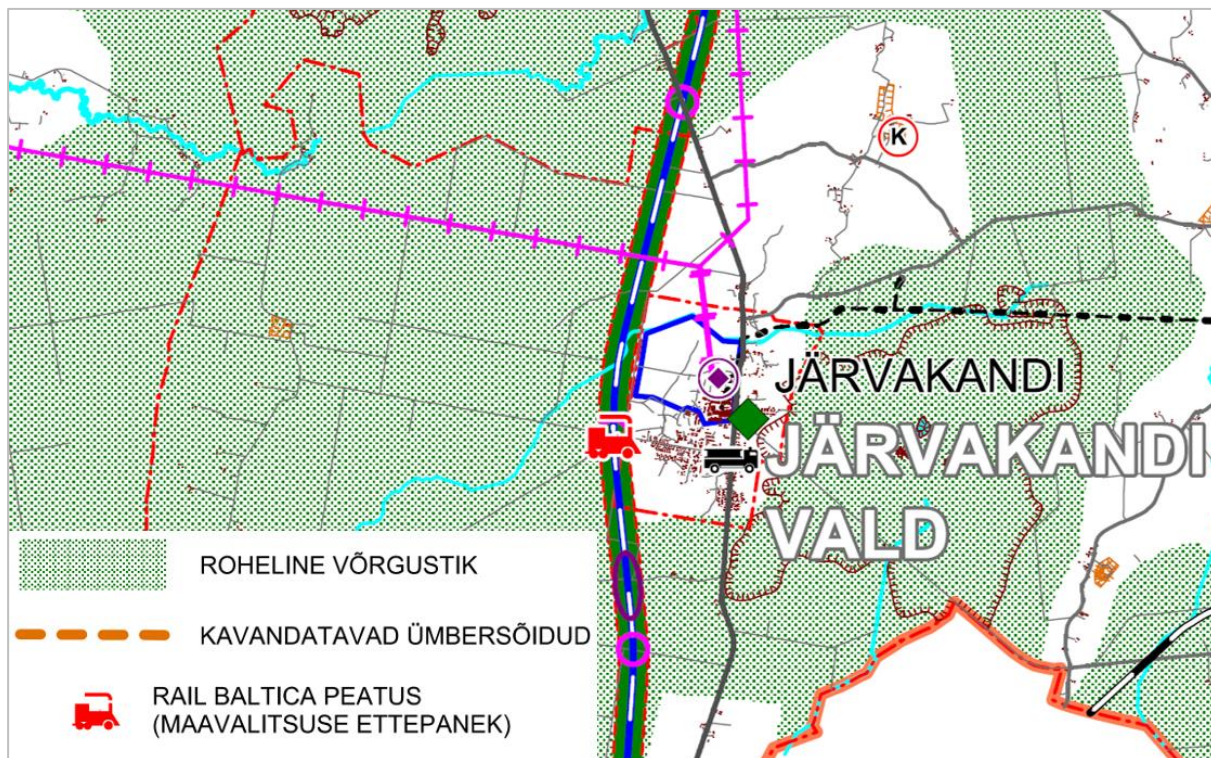 K
JÄRVAKANDI
JÄRVAKANDI
VALD
ROHELINE VÕRGUSTIK
KAVANDATAVAD ÜMBERSÕIDUD
RAIL BALTICA PEATUS
(MAAVALITSUSE ETTEPANEK)